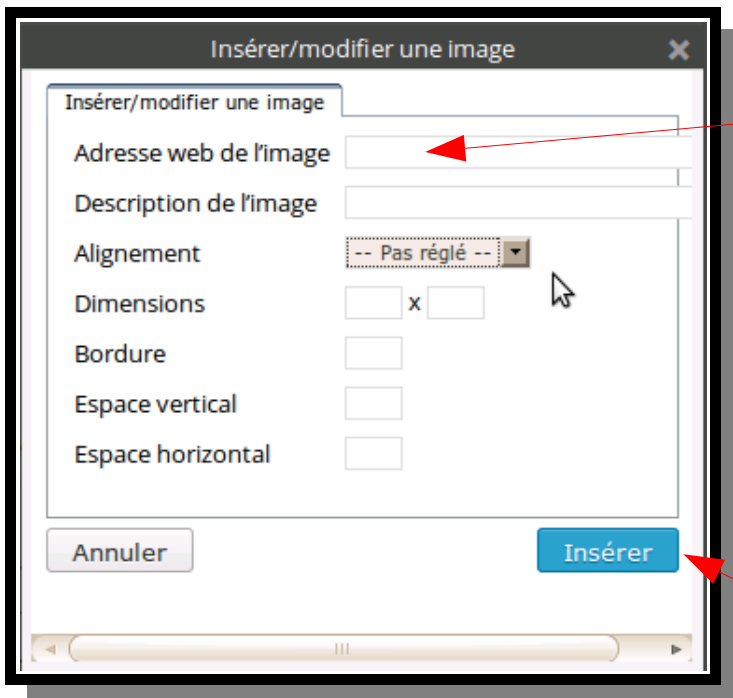 Insérer/modifier une image
Insérer/modifier une image
Adresse web de l'image
Description de l'image
Alignement -- Pas réglé --
Dimensions x
Bordure
Espace vertical
Espace horizontal
Annuler Insérer